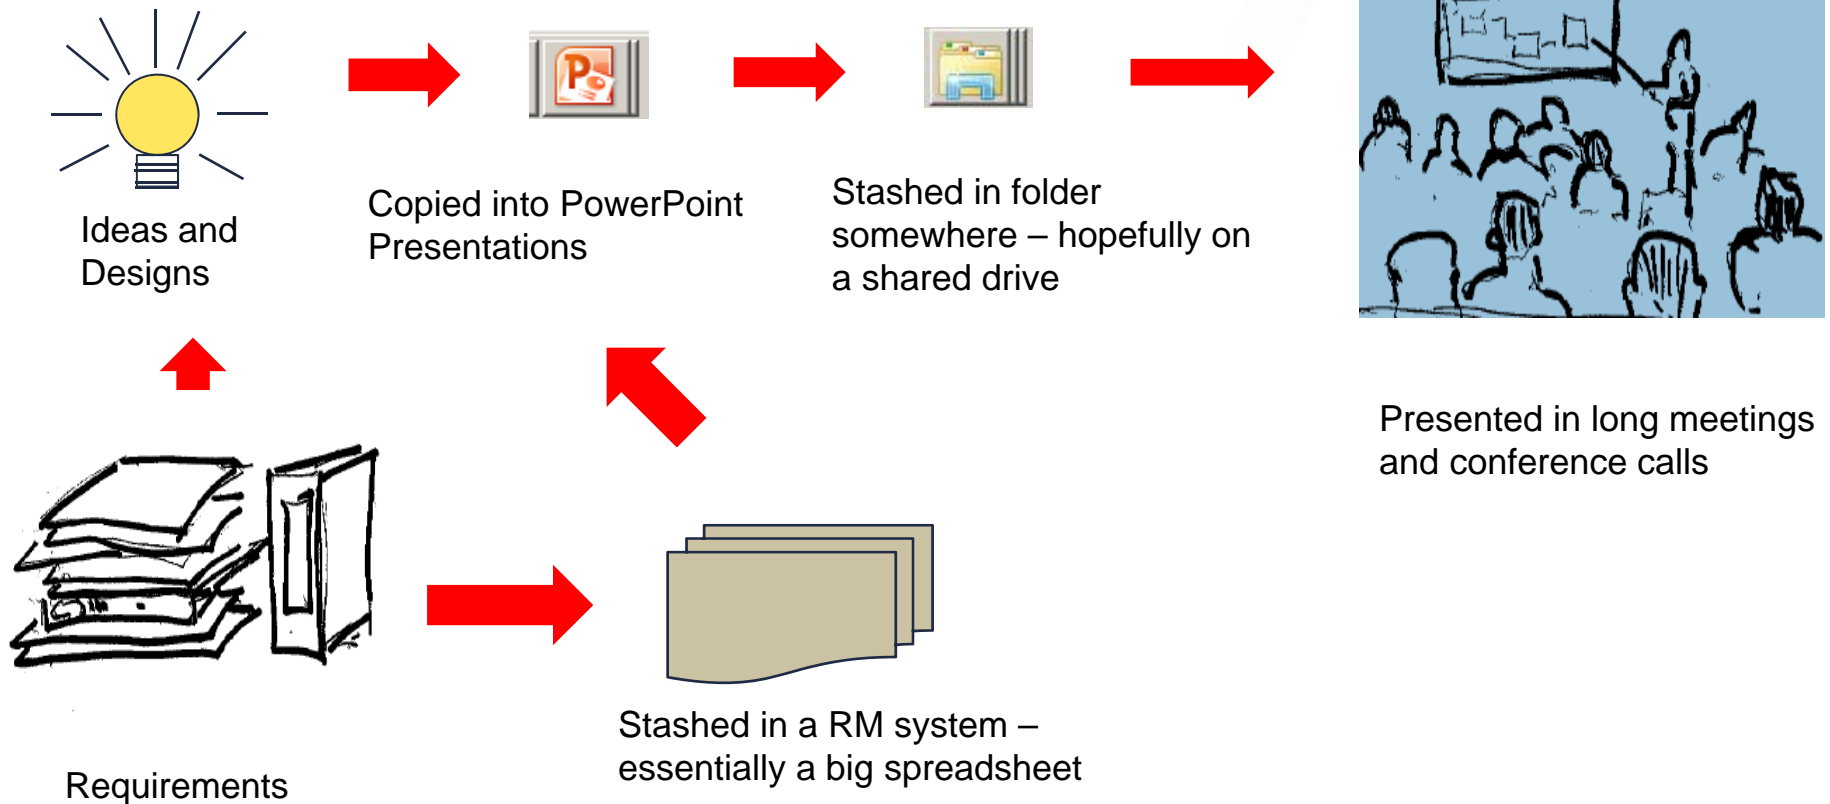 Ideas and
Designs
Copied into PowerPoint
Presentations
Stashed in folder
somewhere – hopefully on
a shared drive
Presented in long meetings
and conference calls
Stashed in a RM system –
essentially a big spreadsheet
Requirements